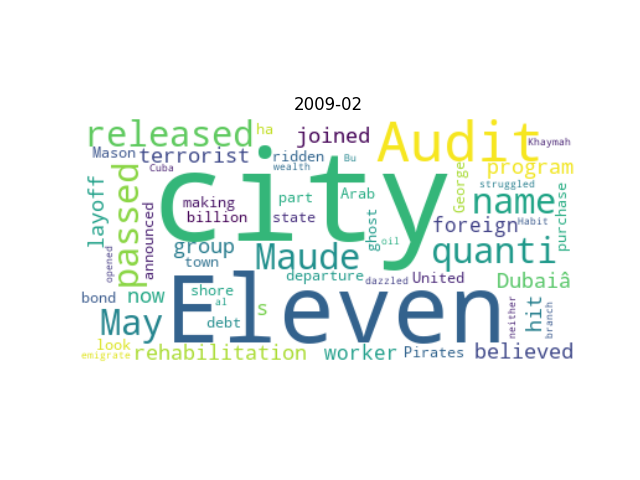 2009-02
released ha joined Audit Khaymah
Mason terrorist ridden Bu
Cuba wealth program
city
layoff passed making part Arab George struggled name
billion state ghost foreign purchase
announced group Maude oil quanti
opened town departure dazzled United Dubaiâ
bond now shore s Eleven neither hit branch Habit
al
May debt
look rehabilitation worker Pirates believed
emigrate